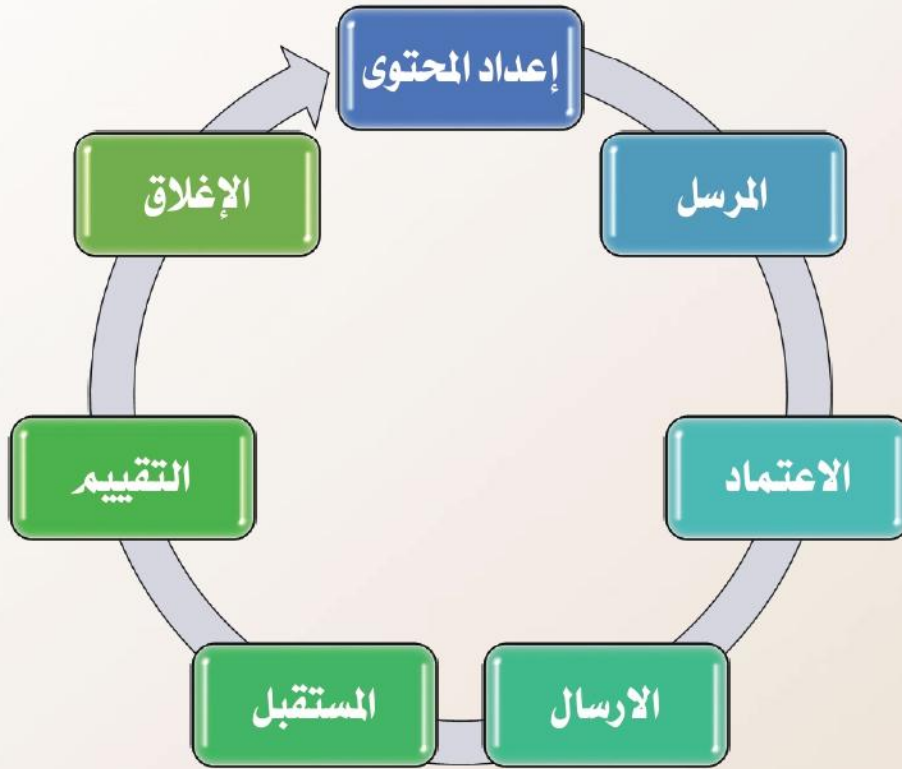 إعداد المحتوى
المرسل
الاعتماد
الارسال
المستقبل
التقييم
الإغلاق